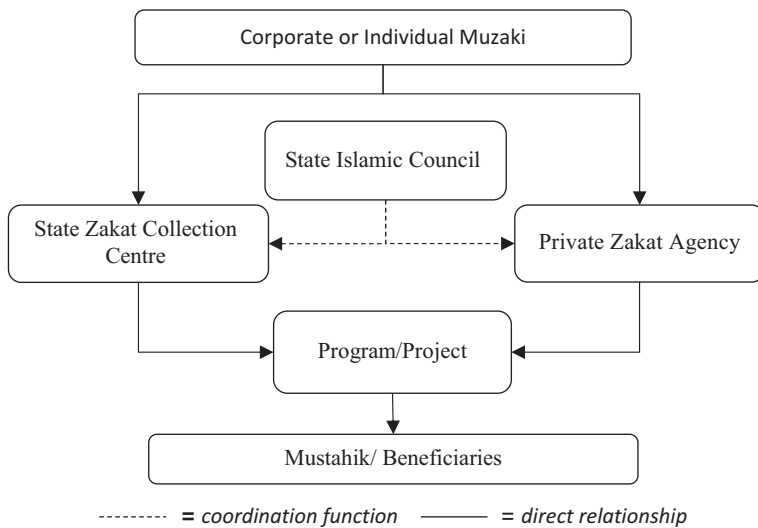 Corporate or Individual Muzaki
State Islamic Council
State Zakat Collection
Centre
Private Zakat Agency
Program/Project
Mustahik/ Beneficiaries
= coordination function = direct relationship